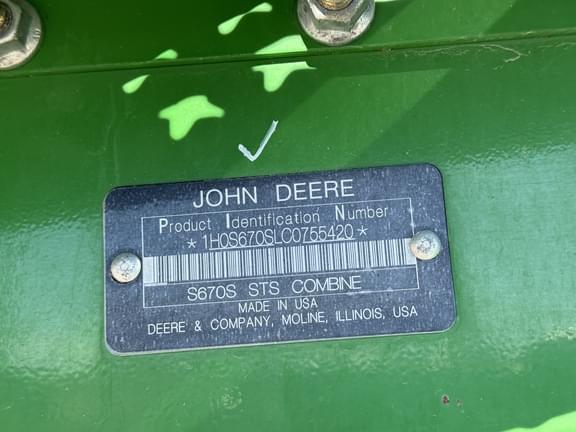 JOHN DEERE
Product Identification Number
*1H0S670SLC0755420*
S670S STS COMBINE
MADE IN USA
DEERE & COMPANY, MOLINE, ILLINOIS, USA